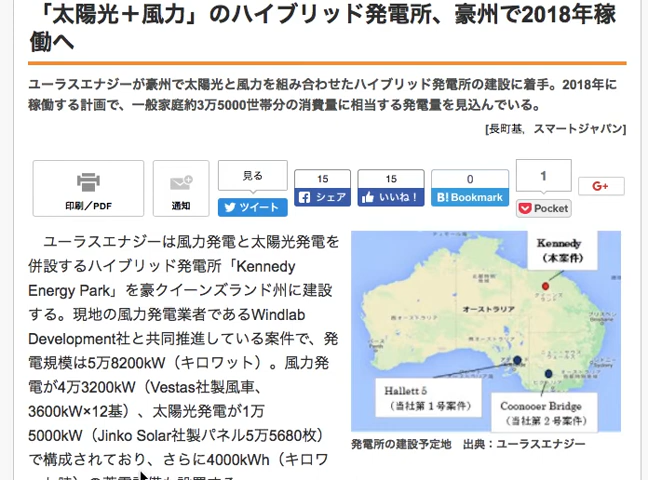 「太陽光＋風力」のハイブリッド発電所、豪州で2018年稼
働へ
ユーラスエナジーが豪州で太陽光と風力を組み合わせたハイブリッド発電所の建設に着手。2018年に
稼働する計画で、一般家庭約3万5000世帯分の消費量に相当する発電量を見込んでいる。
[長町基，スマートジャパン]
印刷／PDF
通知
見る
ツイート
15
シェア
15
いいね！
0
B! Bookmark
1
Pocket
G+
ユーラスエナジーは風力発電と太陽光発電を
併設するハイブリッド発電所「Kennedy
Energy Park」を豪クイーンズランド州に建設
する。現地の風力発電業者であるWindlab
Development社と共同推進している案件で、発
電規模は5万8200kW（キロワット）。風力発
電が4万3200kW（Vestas社製風車、
3600kW×12基）、太陽光発電が1万
5000kW（Jinko Solar社製パネル5万5680枚）
で構成されており、さらに4000kWh（キロワ
Kennedy
（本案件）
オーストラリア
Hallett 5
（当社第１号案件）
Coonooer Bridge
（当社第２号案件）
発電所の建設予定地　出典：ユーラスエナジー